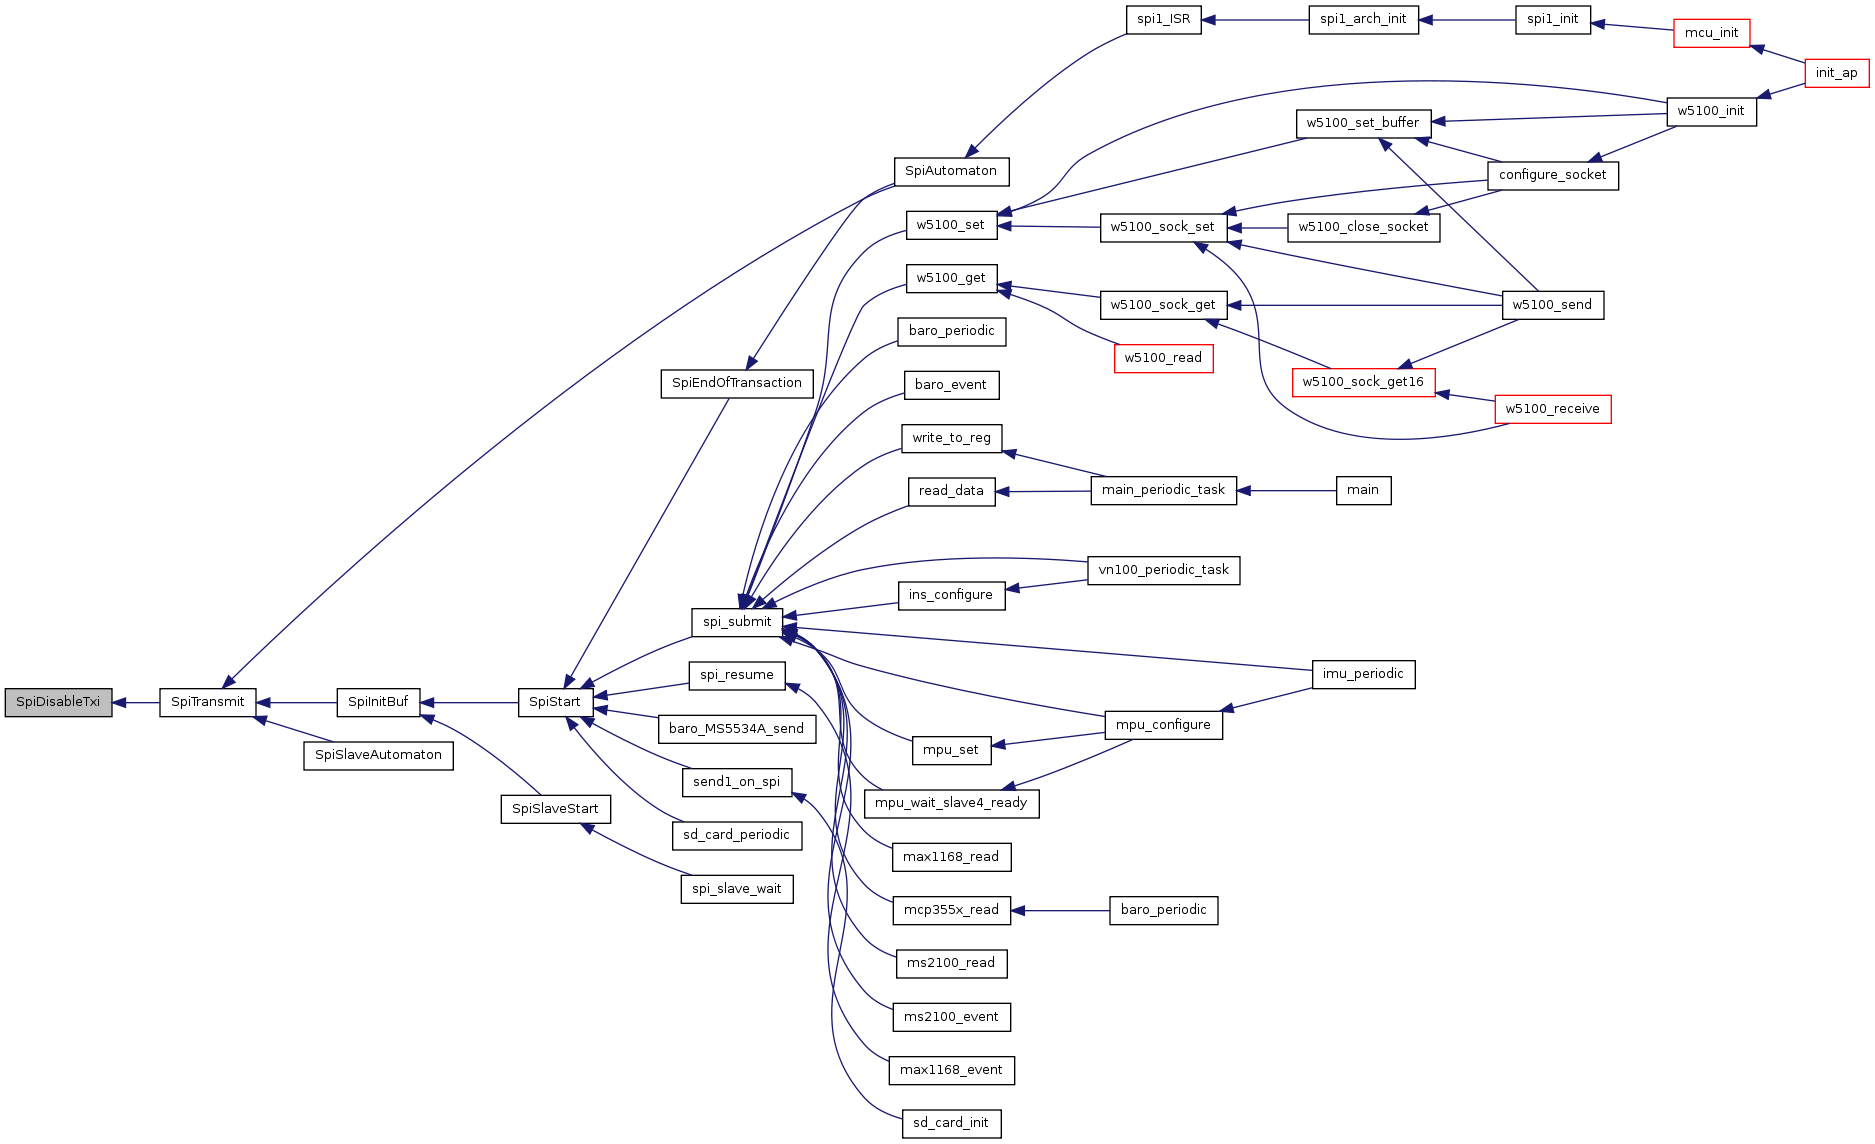 spi1_ISR
spi1_arch_init
spi1_init
mcu_init
init_ap
w5100_init
w5100_set_buffer
SpiAutomaton
configure_socket
w5100_set
w5100_sock_set
w5100_close_socket
w5100_get
w5100_sock_get
w5100_send
baro_periodic
w5100_read
SpiEndOfTransaction
baro_event
w5100_sock_get16
w5100_receive
write_to_reg
read_data
main_periodic_task
main
vn100_periodic_task
ins_configure
spi_submit
spi_resume
imu_periodic
SpiDisableTxi
SpiTransmit
SpiInitBuf
SpiStart
baro_MS5534A_send
mpu_configure
SpiSlaveAutomaton
mpu_set
send1_on_spi
SpiSlaveStart
mpu_wait_slave4_ready
sd_card_periodic
max1168_read
spi_slave_wait
mcp355x_read
baro_periodic
ms2100_read
ms2100_event
max1168_event
sd_card_init